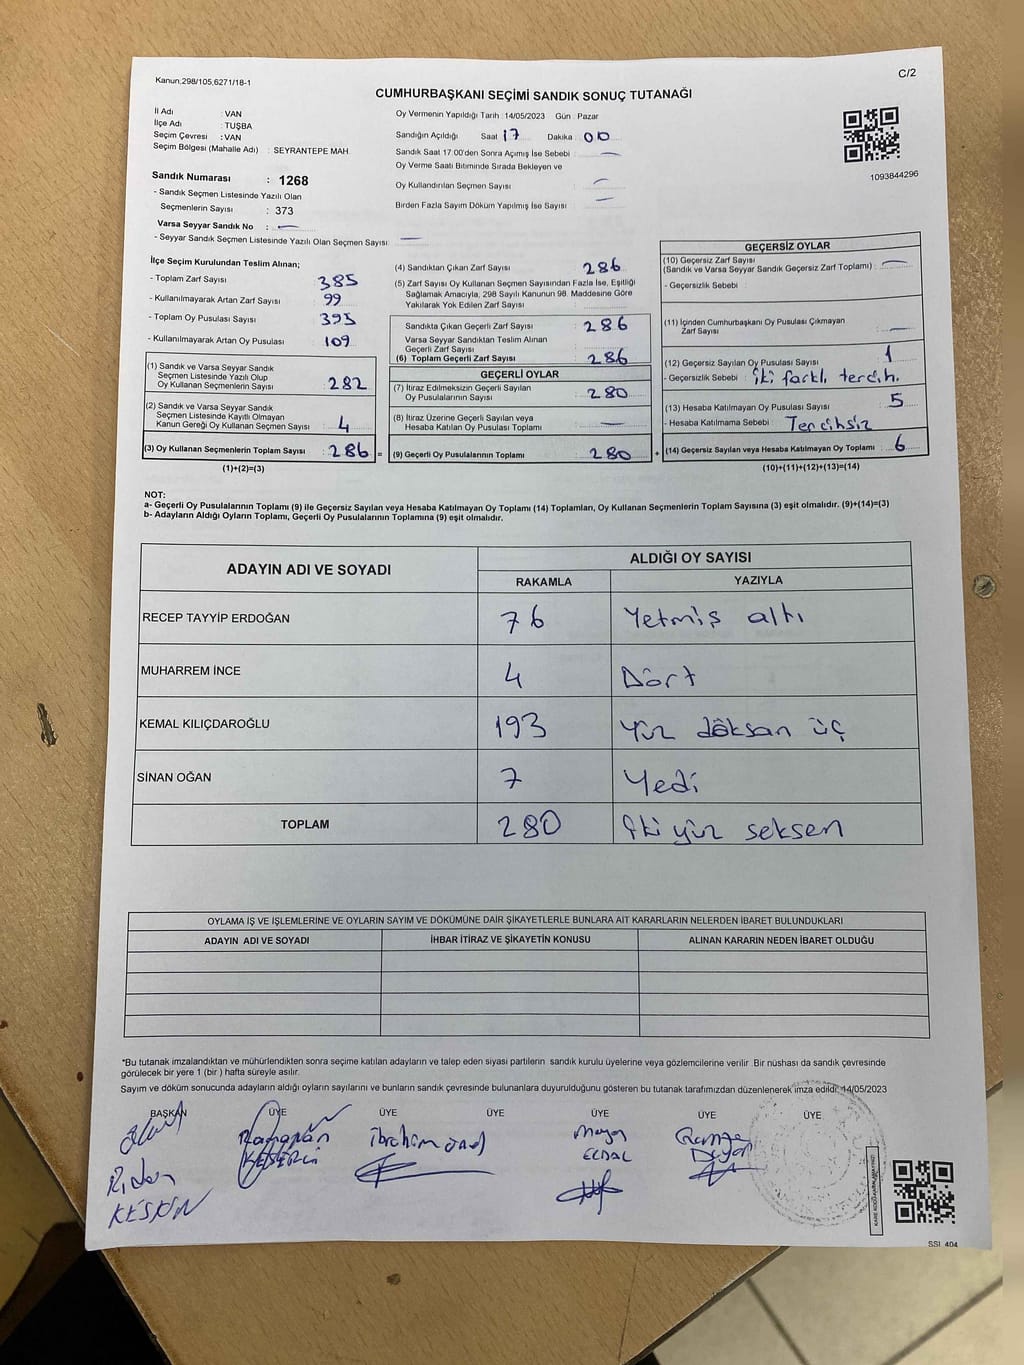 Kanun;298/105,6271/18-1
C/2
CUMHURBAŞKANI SEÇİMİ SANDIK SONUÇ TUTANAĞI
İl Adı : VAN
İlçe Adı : TUŞBA
Seçim Çevresi : VAN
Seçim Bölgesi (Mahalle Adı) : SEYRANTEPE MAH.
Sandık Numarası : 1268
- Sandık Seçmen Listesinde Yazılı Olan
Seçmenlerin Sayısı : 373
Varsa Seyyar Sandık No : —
- Seyyar Sandık Seçmen Listesinde Yazılı Olan Seçmen Sayısı: —
Oy Vermenin Yapıldığı Tarih :14/05/2023 Gün : Pazar
Sandığın Açıldığı Saat 17 Dakika 00
Sandık Saat 17:00'den Sonra Açılmış İse Sebebi : —
Oy Verme Saati Bitiminde Sırada Bekleyen ve
Oy Kullandırılan Seçmen Sayısı : —
Birden Fazla Sayım Döküm Yapılmış İse Sayısı : —
1093844296
İlçe Seçim Kurulundan Teslim Alınan;
- Toplam Zarf Sayısı : 385
- Kullanılmayarak Artan Zarf Sayısı : 99
- Toplam Oy Pusulası Sayısı : 395
- Kullanılmayarak Artan Oy Pusulası : 109
(1) Sandık ve Varsa Seyyar Sandık
Seçmen Listesinde Yazılı Olup
Oy Kullanan Seçmenlerin Sayısı : 282
(2) Sandık ve Varsa Seyyar Sandık
Seçmen Listesinde Kayıtlı Olmayan
Kanun Gereği Oy Kullanan Seçmen Sayısı : 4
(3) Oy Kullanan Seçmenlerin Toplam Sayısı : 286 =
(1)+(2)=(3)
(4) Sandıktan Çıkan Zarf Sayısı : 286
(5) Zarf Sayısı Oy Kullanan Seçmen Sayısından Fazla İse, Eşitliği
Sağlamak Amacıyla; 298 Sayılı Kanunun 98. Maddesine Göre
Yakılarak Yok Edilen Zarf Sayısı :
Sandıkta Çıkan Geçerli Zarf Sayısı : 286
Varsa Seyyar Sandıktan Teslim Alınan
Geçerli Zarf Sayısı :
(6) Toplam Geçerli Zarf Sayısı : 286
GEÇERLİ OYLAR
(7) İtiraz Edilmeksizin Geçerli Sayılan
Oy Pusulalarının Sayısı : 280
(8) İtiraz Üzerine Geçerli Sayılan veya
Hesaba Katılan Oy Pusulası Toplamı : —
(9) Geçerli Oy Pusulalarının Toplamı : 280 +
GEÇERSİZ OYLAR
(10) Geçersiz Zarf Sayısı
(Sandık ve Varsa Seyyar Sandık Geçersiz Zarf Toplamı) : —
- Geçersizlik Sebebi :
(11) İçinden Cumhurbaşkanı Oy Pusulası Çıkmayan
Zarf Sayısı : —
(12) Geçersiz Sayılan Oy Pusulası Sayısı : 1
- Geçersizlik Sebebi : iki farklı tercih.
(13) Hesaba Katılmayan Oy Pusulası Sayısı : 5
- Hesaba Katılmama Sebebi : Tercihsiz
(14) Geçersiz Sayılan veya Hesaba Katılmayan Oy Toplamı : 6
(10)+(11)+(12)+(13)=(14)
NOT:
a- Geçerli Oy Pusulalarının Toplamı (9) ile Geçersiz Sayılan veya Hesaba Katılmayan Oy Toplamı (14) Toplamları, Oy Kullanan Seçmenlerin Toplam Sayısına (3) eşit olmalıdır. (9)+(14)=(3)
b- Adayların Aldığı Oyların Toplamı, Geçerli Oy Pusulalarının Toplamına (9) eşit olmalıdır.
ADAYIN ADI VE SOYADI
ALDIĞI OY SAYISI
RAKAMLA YAZIYLA
RECEP TAYYİP ERDOĞAN 76 Yetmiş altı
MUHARREM İNCE 4 Dört
KEMAL KILIÇDAROĞLU 193 Yüz döksan üç
SİNAN OĞAN 7 Yedi
TOPLAM 280 İki yüz seksen
OYLAMA İŞ VE İŞLEMLERİNE VE OYLARIN SAYIM VE DÖKÜMÜNE DAİR ŞİKAYETLERLE BUNLARA AİT KARARLARIN NELERDEN İBARET BULUNDUKLARI
ADAYIN ADI VE SOYADI İHBAR İTİRAZ VE ŞİKAYETİN KONUSU ALINAN KARARIN NEDEN İBARET OLDUĞU
*Bu tutanak imzalandıktan ve mühürlendikten sonra seçime katılan adayların ve talep eden siyasi partilerin sandık kurulu üyelerine veya gözlemcilerine verilir. Bir nüshası da sandık çevresinde
görülecek bir yere 1 (bir ) hafta süreyle asılır.
Sayım ve döküm sonucunda adayların aldığı oyların sayılarını ve bunların sandık çevresinde bulunanlara duyurulduğunu gösteren bu tutanak tarafımızdan düzenlenerek imza edildi. 14/05/2023
BAŞKAN ÜYE ÜYE ÜYE ÜYE ÜYE ÜYE
Ramazan
İbrahim
KESKİN
SSI 404